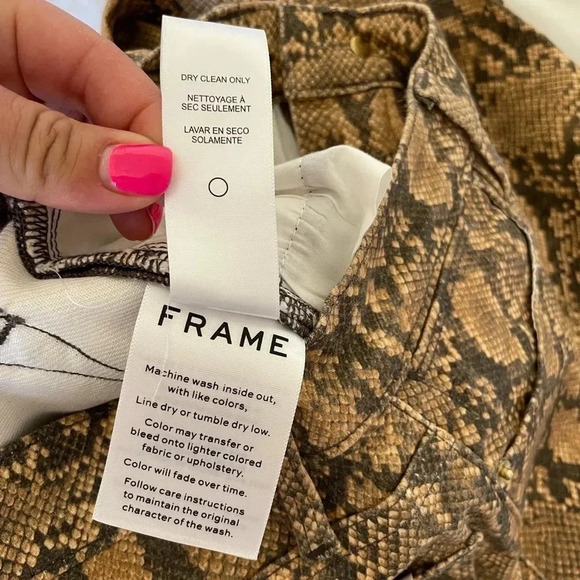 DRY CLEAN ONLY
NETTOYAGE À
SEC SEULEMENT
LAVAR EN SECO
SOLAMENTE
FRAME
Machine wash inside out,
with like colors,
Line dry or tumble dry low.
Color may transfer or
bleed onto lighter colored
fabric or upholstery.
Color will fade over time.
Follow care instructions
to maintain the original
character of the wash.